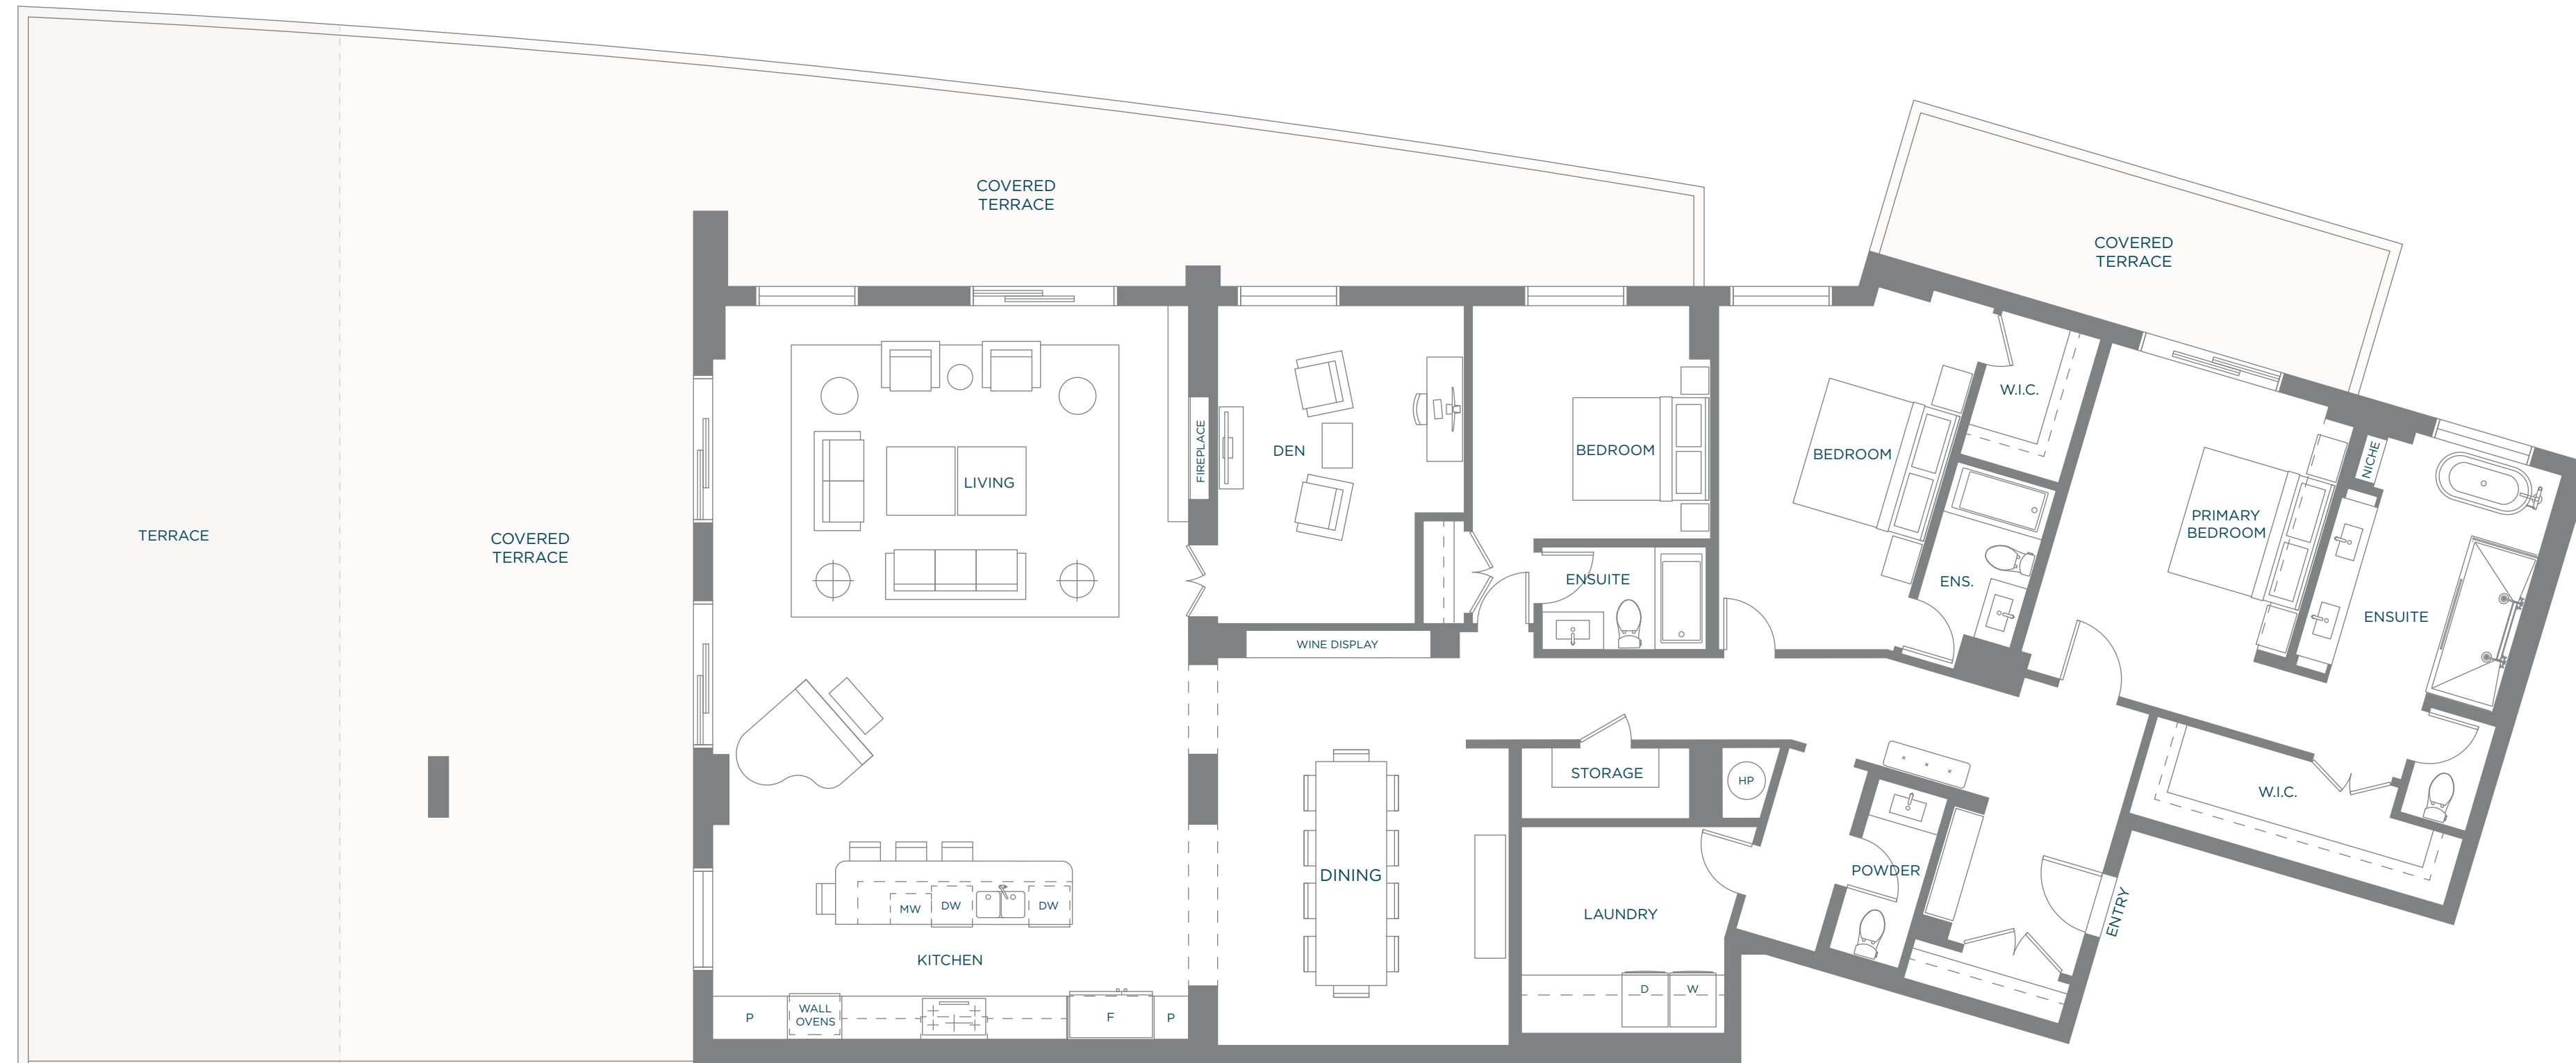 COVERED
TERRACE
COVERED
TERRACE
TERRACE
COVERED
TERRACE
LIVING
FIREPLACE
DEN
BEDROOM
ENSUITE
BEDROOM
W.I.C.
ENS.
PRIMARY
BEDROOM
NICHE
ENSUITE
WINE DISPLAY
STORAGE
HP
W.I.C.
DINING
POWDER
LAUNDRY
ENTRY
MW
DW
DW
KITCHEN
D
W
P
WALL
OVENS
F
P